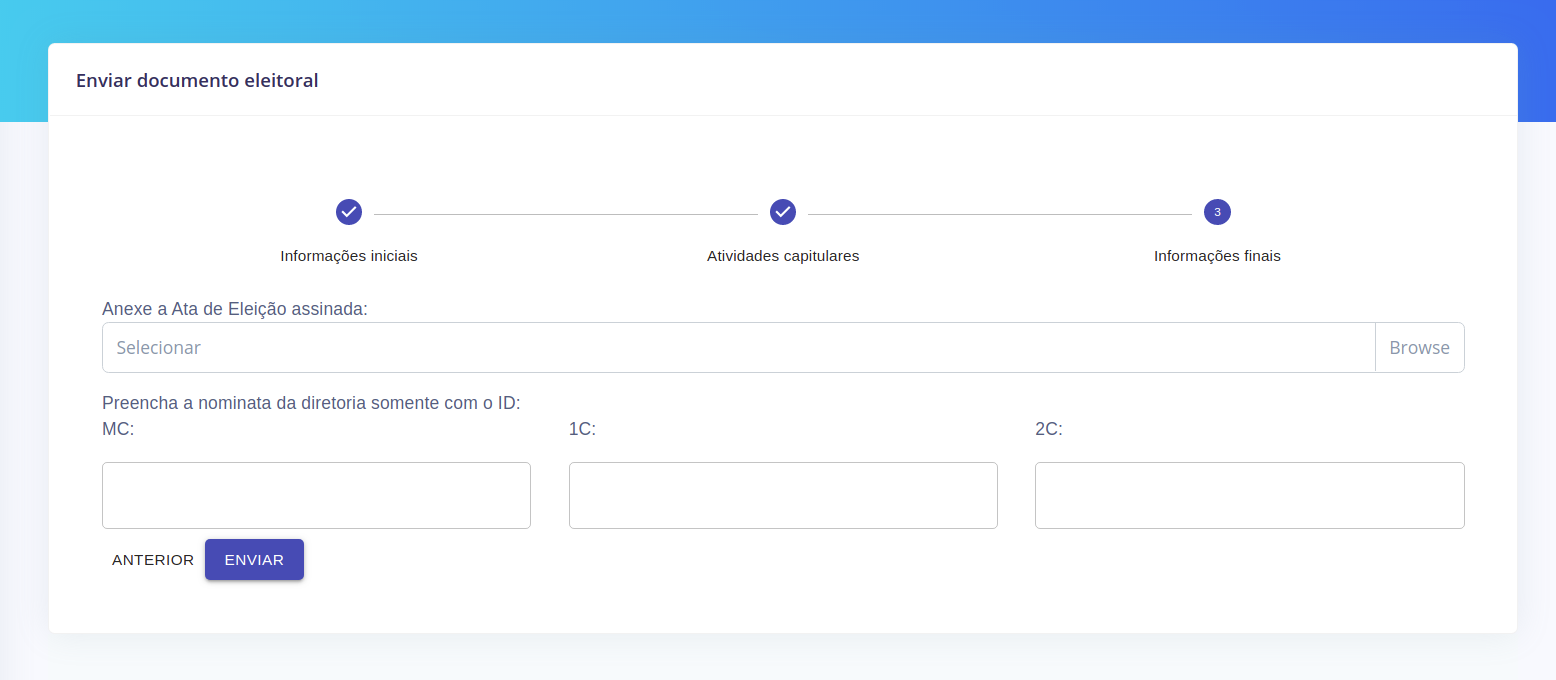 Enviar documento eleitoral
3
Informações iniciais
Atividades capitulares
Informações finais
Anexe a Ata de Eleição assinada:
Selecionar
Browse
Preencha a nominata da diretoria somente com o ID:
MC:
1C:
2C:
ANTERIOR
ENVIAR